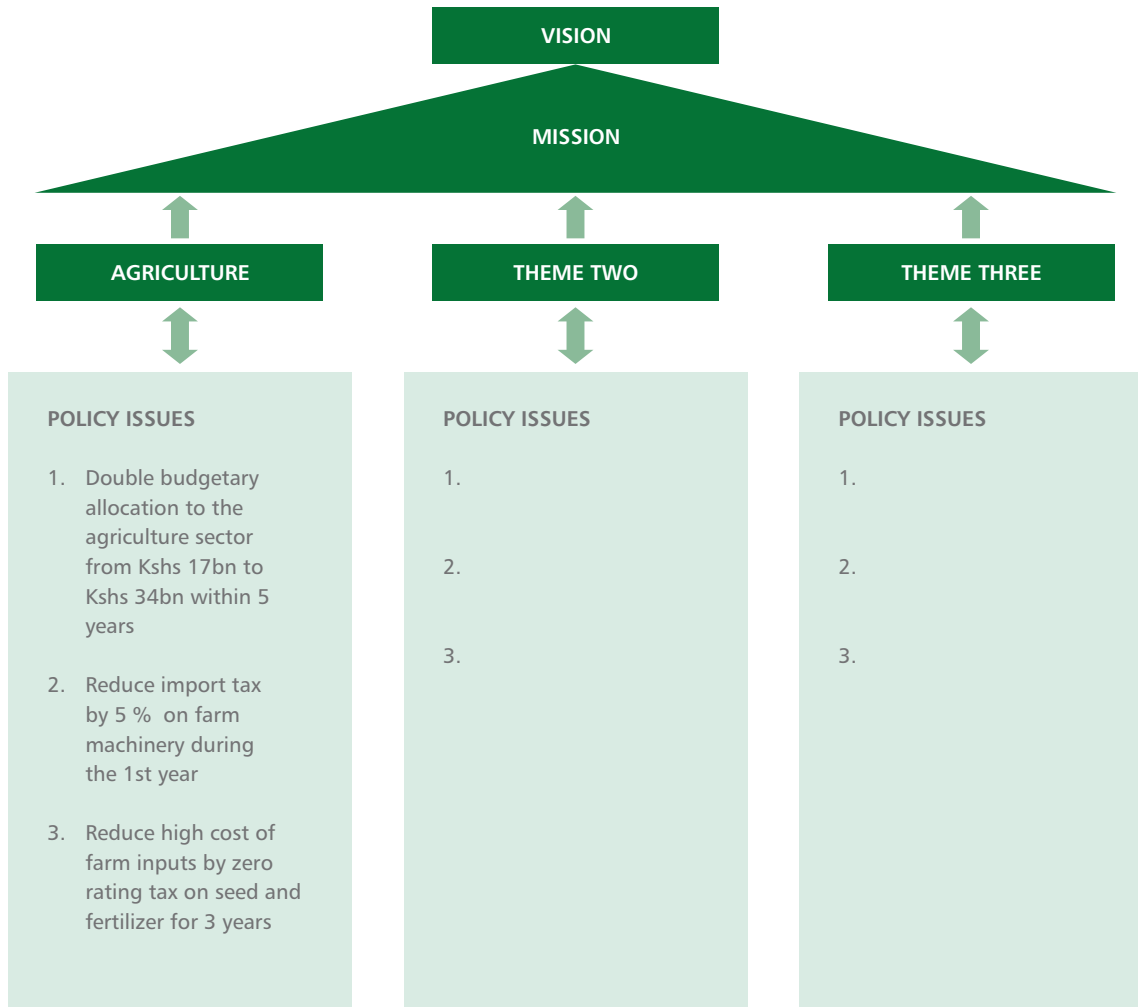 VISION
MISSION
AGRICULTURE
THEME TWO
THEME THREE
POLICY ISSUES
1. Double budgetary
allocation to the
agriculture sector
from Kshs 17bn to
Kshs 34bn within 5
years
2. Reduce import tax
by 5 % on farm
machinery during
the 1st year
3. Reduce high cost of
farm inputs by zero
rating tax on seed and
fertilizer for 3 years
POLICY ISSUES
1.
2.
3.
POLICY ISSUES
1.
2.
3.